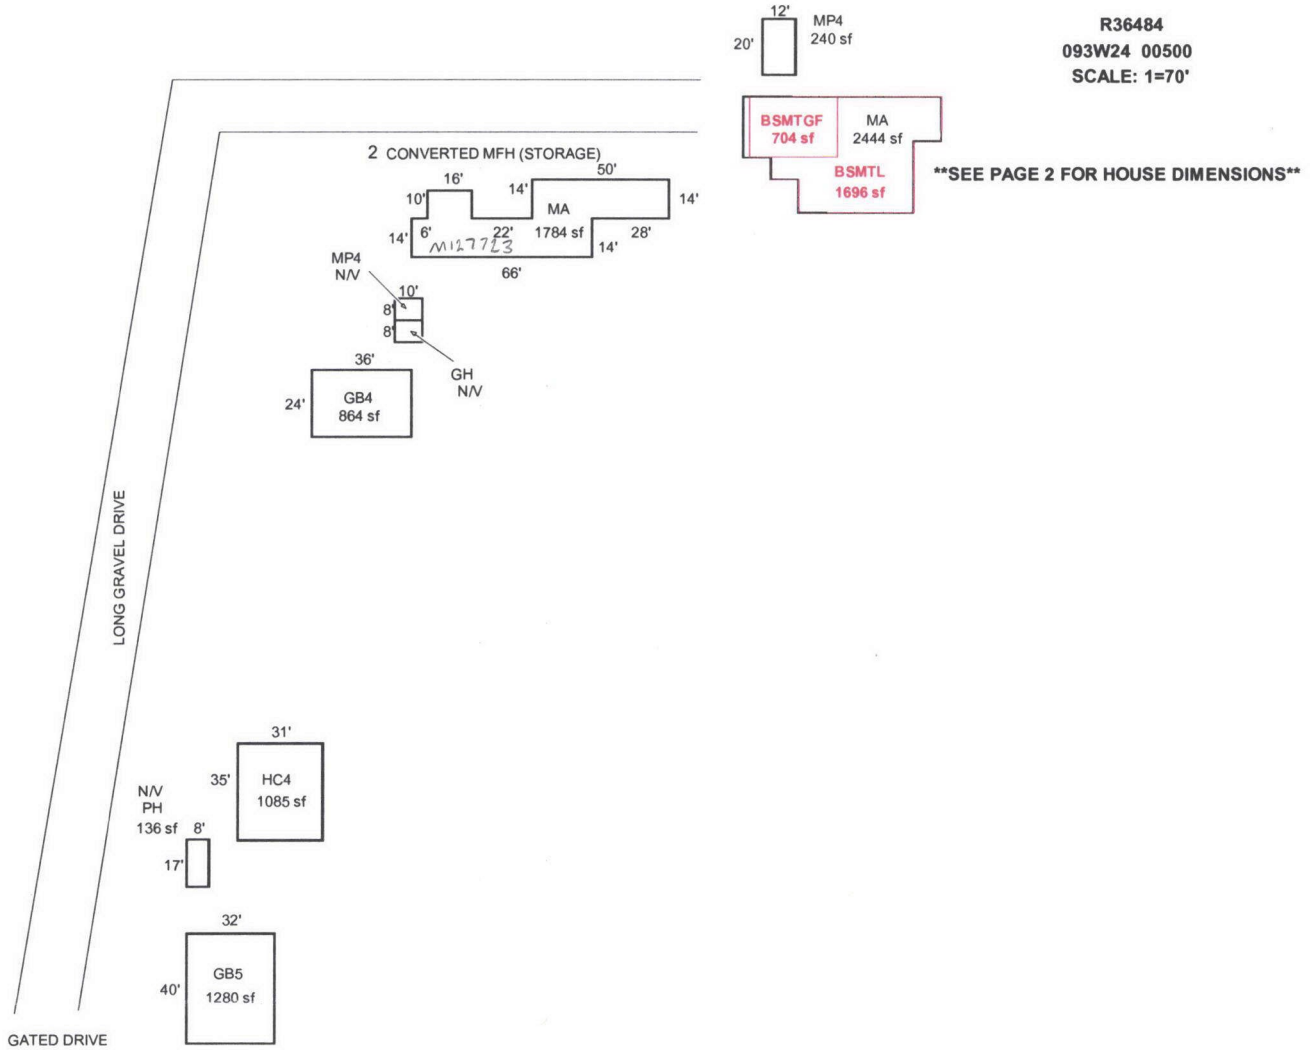 12'
MP4
20'
240 sf
R36484
093W24 00500
SCALE: 1=70'
BSMTGF
704 sf
MA
2444 sf
BSMTL
1696 sf
**SEE PAGE 2 FOR HOUSE DIMENSIONS**
2 CONVERTED MFH (STORAGE)
16'
50'
10'
14'
14'
MA
1784 sf
14'
6'
22'
28'
14'
M127723
66'
MP4
N/V
10'
8'
8'
GH
N/V
36'
24'
GB4
864 sf
LONG GRAVEL DRIVE
31'
35'
HC4
1085 sf
N/V
PH
136 sf
8'
17'
32'
40'
GB5
1280 sf
GATED DRIVE